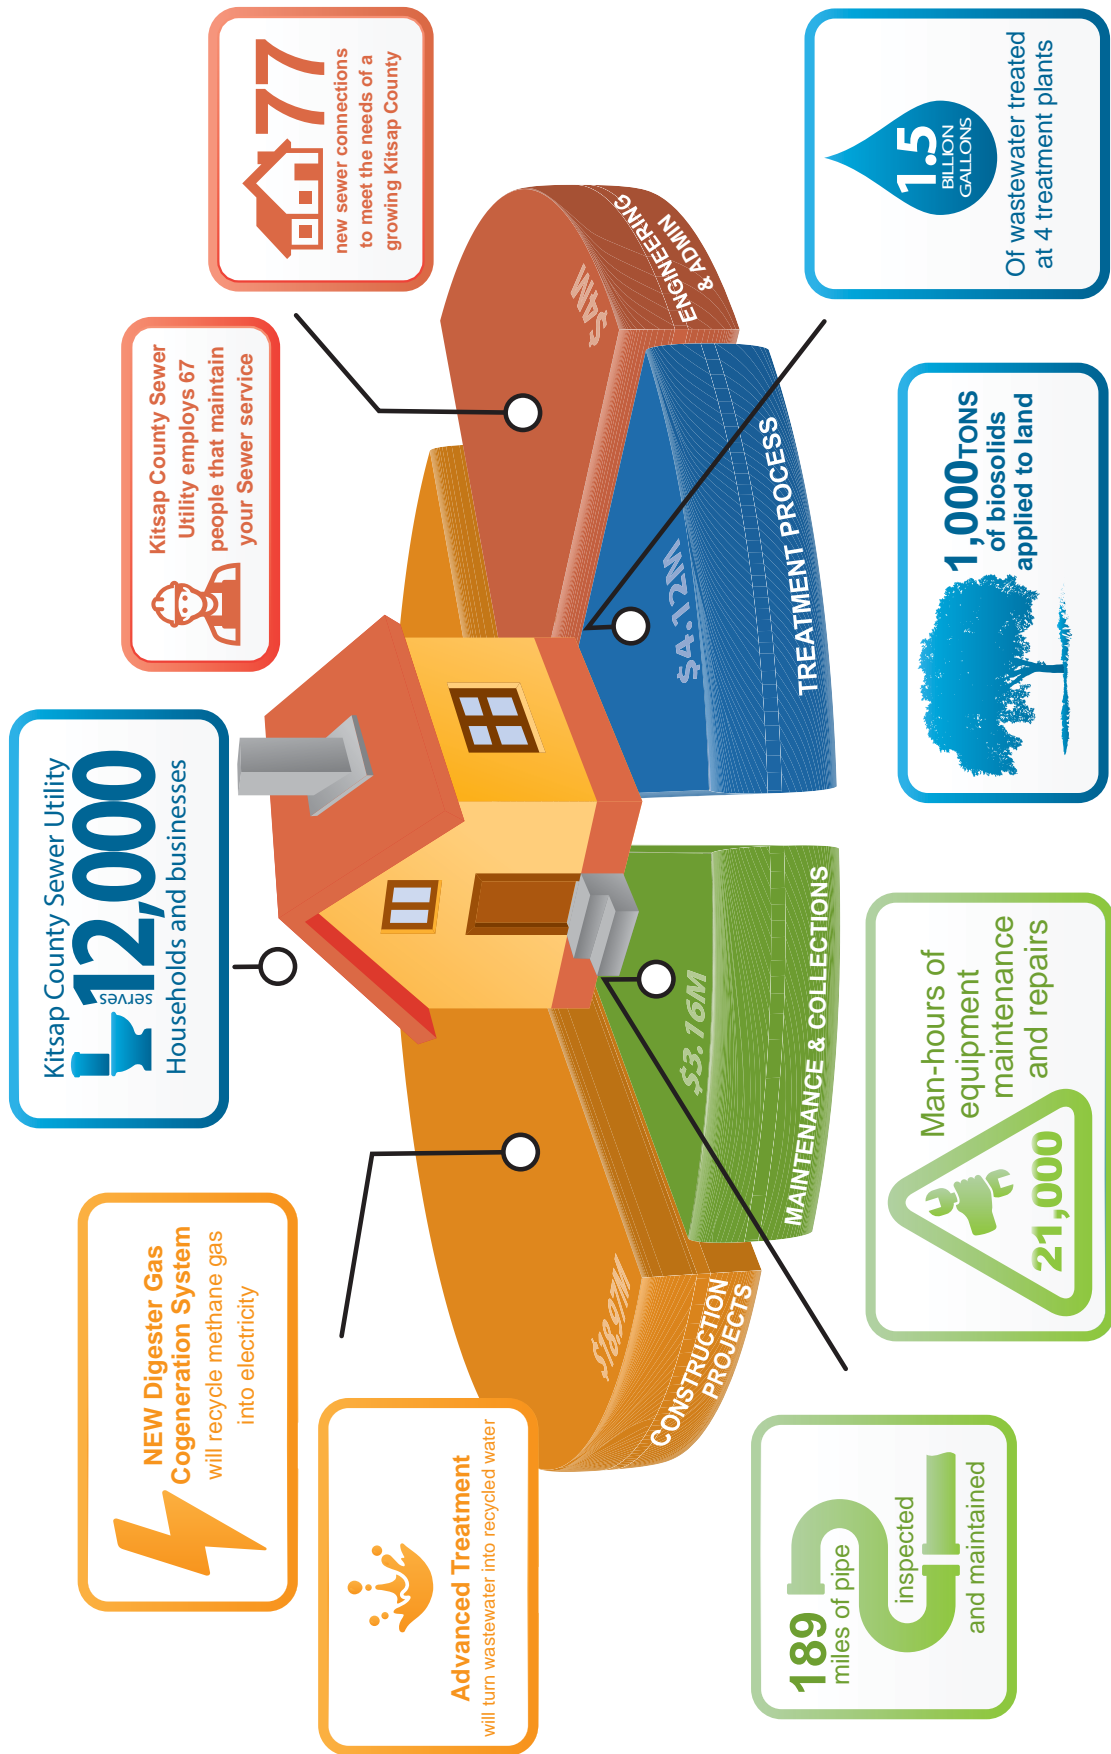 NEW Digester Gas
Cogeneration System
will recycle methane gas
into electricity
Kitsap County Sewer Utility
serves
12,000
Households and businesses
Kitsap County Sewer
Utility employs 67
people that maintain
your Sewer service
77
new sewer connections
to meet the needs of a
growing Kitsap County
Advanced Treatment
will turn wastewater into recycled water
$18.97M
CONSTRUCTION
PROJECTS
$3.16M
MAINTENANCE & COLLECTIONS
$4.12M
TREATMENT PROCESS
$4M
ENGINEERING
& ADMIN
189
miles of pipe
inspected
and maintained
21,000
Man-hours of
equipment
maintenance
and repairs
1,000TONS
of biosolids
applied to land
1.5
BILLION
GALLONS
Of wastewater treated
at 4 treatment plants